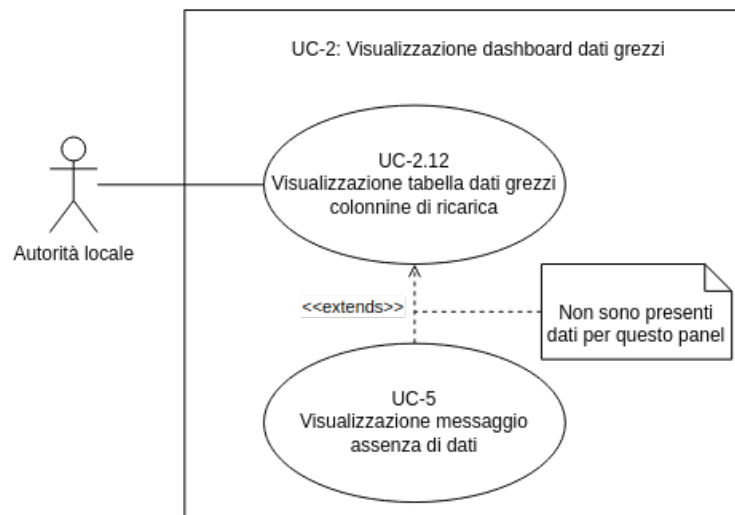 UC-2: Visualizzazione dashboard dati grezzi
UC-2.12
Visualizzazione tabella dati grezzi
colonnine di ricarica
Autorità locale
<<extends>>
Non sono presenti
dati per questo panel
UC-5
Visualizzazione messaggio
assenza di dati